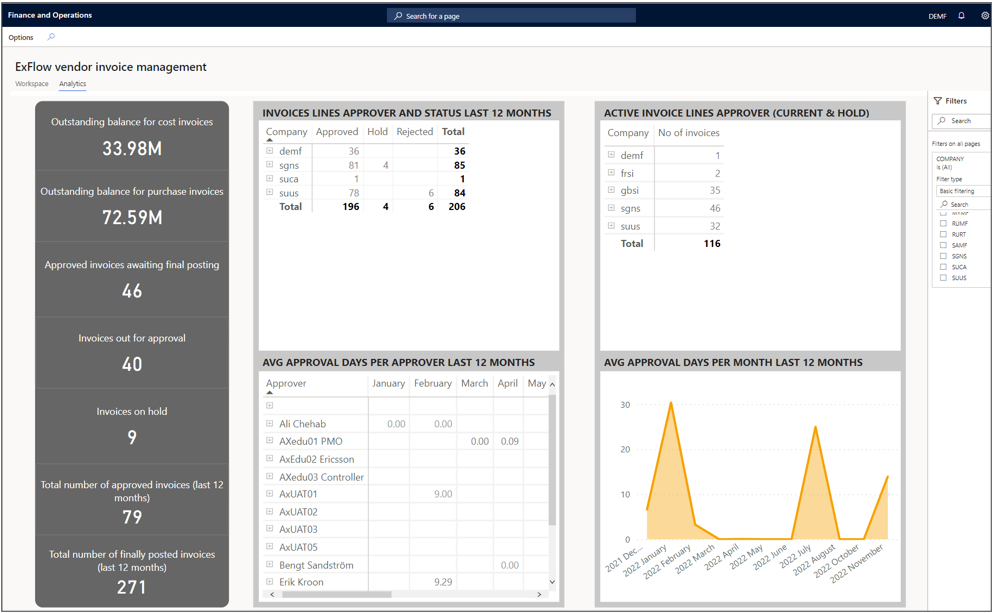 Finance and Operations
Search for a page
DEMF
Options
ExFlow vendor invoice management
Workspace Analytics
Outstanding balance for cost invoices
33.98M
Outstanding balance for purchase invoices
72.59M
Approved invoices awaiting final posting
46
Invoices out for approval
40
Invoices on hold
9
Total number of approved invoices (last 12
months)
79
Total number of finally posted invoices
(last 12 months)
271
INVOICES LINES APPROVER AND STATUS LAST 12 MONTHS
Company Approved Hold Rejected Total
demf 36 36
sgns 81 4 85
suca 1 1
suus 78 6 84
Total 196 4 6 206
AVG APPROVAL DAYS PER APPROVER LAST 12 MONTHS
Approver January February March April May
Ali Chehab 0.00 0.00
AXedu01 PMO 0.00 0.09
AxEdu02 Ericsson
AXedu03 Controller
AxUAT01 9.00
AxUAT02
AxUAT03
AxUAT05
Bengt Sandström 0.00
Erik Kroon 9.29
ACTIVE INVOICE LINES APPROVER (CURRENT & HOLD)
Company No of invoices
demf 1
frsi 2
gbsi 35
sgns 46
suus 32
Total 116
AVG APPROVAL DAYS PER MONTH LAST 12 MONTHS
30
20
10
0
2021 Dec...
2022 January
2022 February
2022 March
2022 April
2022 May
2022 June
2022 July
2022 August
2022 October
2022 November
Filters
Search
Filters on all pages
COMPANY
is (All)
Filter type
Basic filtering
Search
RUMF
RURT
SAMF
SGNS
SUCA
SUUS